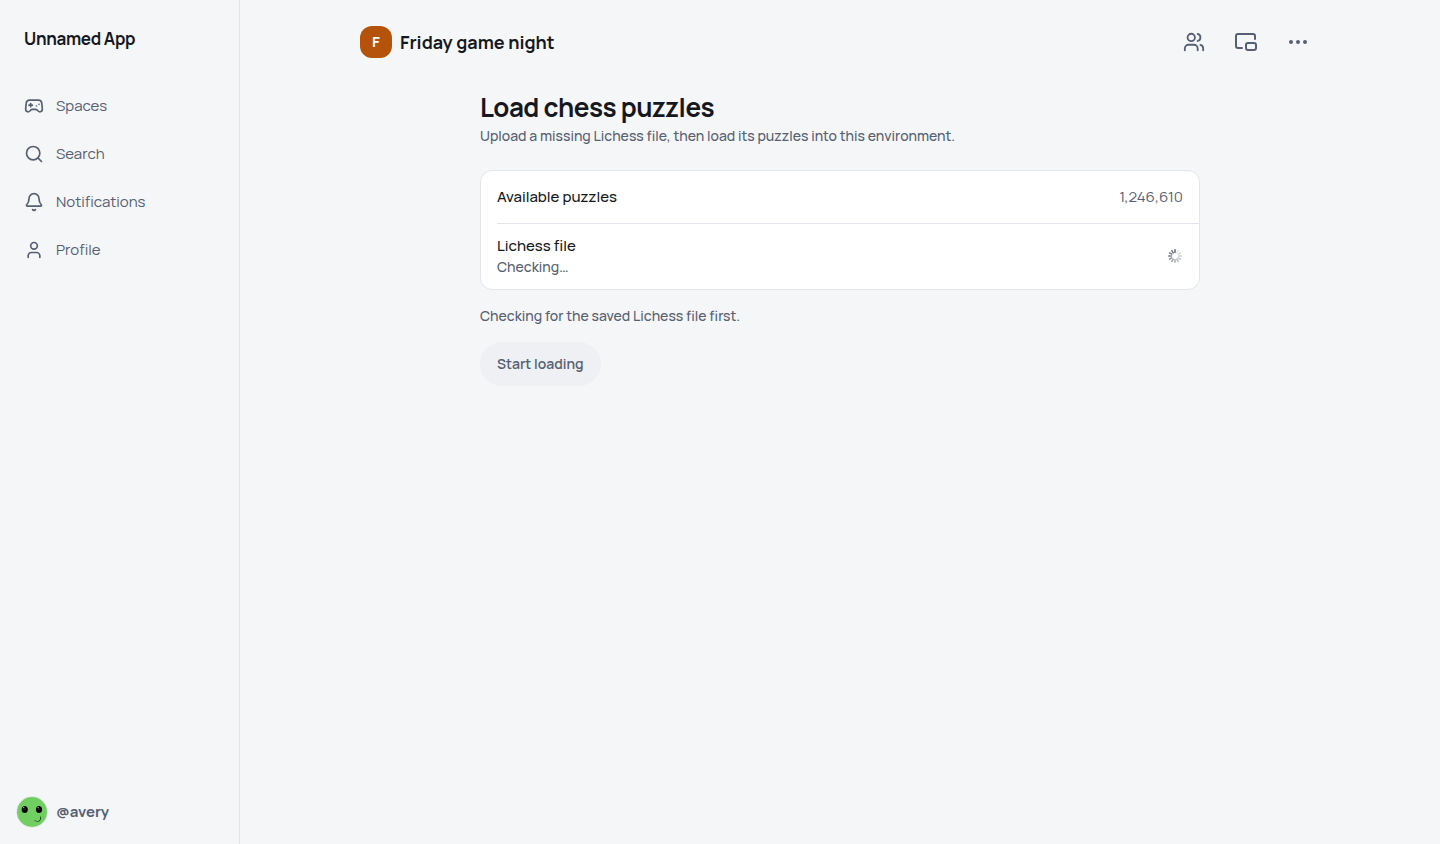 Unnamed App
Spaces
Search
Notifications
Profile
@avery
F Friday game night
Load chess puzzles
Upload a missing Lichess file, then load its puzzles into this environment.
Available puzzles 1,246,610
Lichess file
Checking…
Checking for the saved Lichess file first.
Start loading